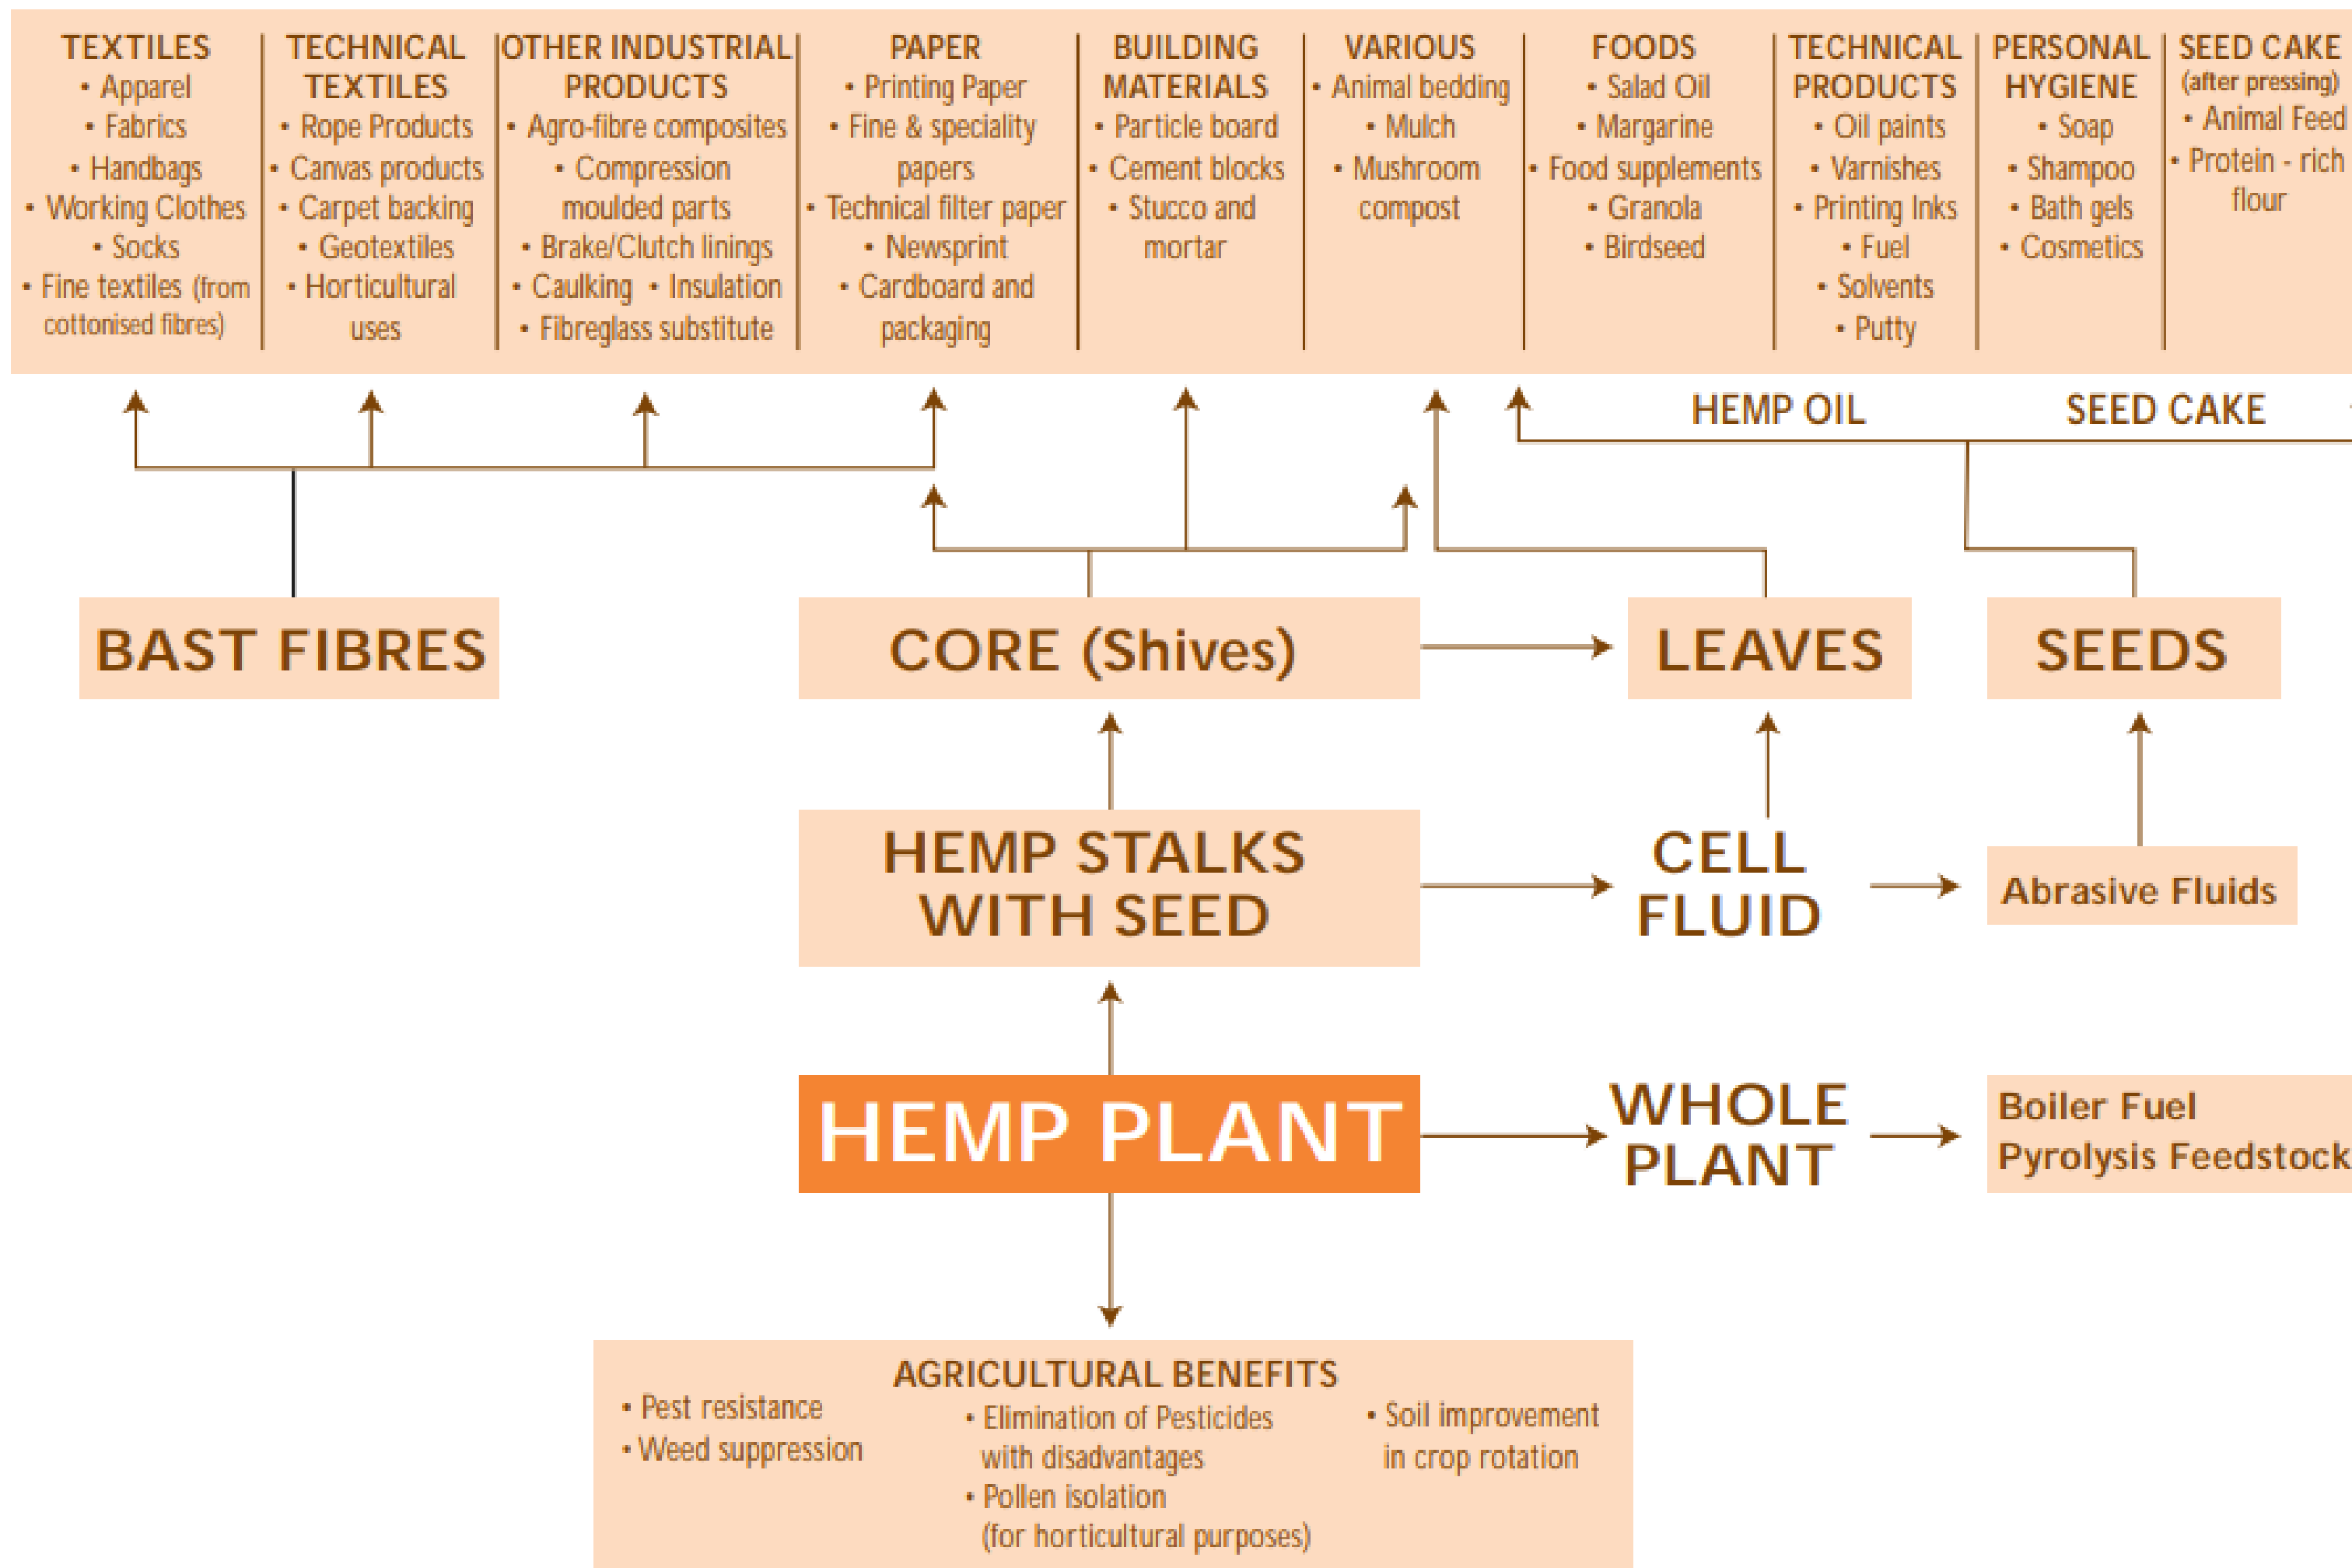 TEXTILES
• Apparel
• Fabrics
• Handbags
• Working Clothes
• Socks
• Fine textiles (from
cottonised fibres)
TECHNICAL
TEXTILES
• Rope Products
• Canvas products
• Carpet backing
• Geotextiles
• Horticultural
uses
OTHER INDUSTRIAL
PRODUCTS
• Agro-fibre composites
• Compression
moulded parts
• Brake/Clutch linings
• Caulking • Insulation
• Fibreglass substitute
PAPER
• Printing Paper
• Fine & speciality
papers
• Technical filter paper
• Newsprint
• Cardboard and
packaging
BUILDING
MATERIALS
• Particle board
• Cement blocks
• Stucco and
mortar
VARIOUS
• Animal bedding
• Mulch
• Mushroom
compost
FOODS
• Salad Oil
• Margarine
• Food supplements
• Granola
• Birdseed
TECHNICAL
PRODUCTS
• Oil paints
• Varnishes
• Printing Inks
• Fuel
• Solvents
• Putty
PERSONAL
HYGIENE
• Soap
• Shampoo
• Bath gels
• Cosmetics
SEED CAKE
(after pressing)
• Animal Feed
• Protein - rich
flour
HEMP OIL
SEED CAKE
BAST FIBRES
CORE (Shives)
LEAVES
SEEDS
HEMP STALKS
WITH SEED
CELL
FLUID
Abrasive Fluids
HEMP PLANT
WHOLE
PLANT
Boiler Fuel
Pyrolysis Feedstock
AGRICULTURAL BENEFITS
• Pest resistance
• Weed suppression
• Elimination of Pesticides
with disadvantages
• Pollen isolation
(for horticultural purposes)
• Soil improvement
in crop rotation